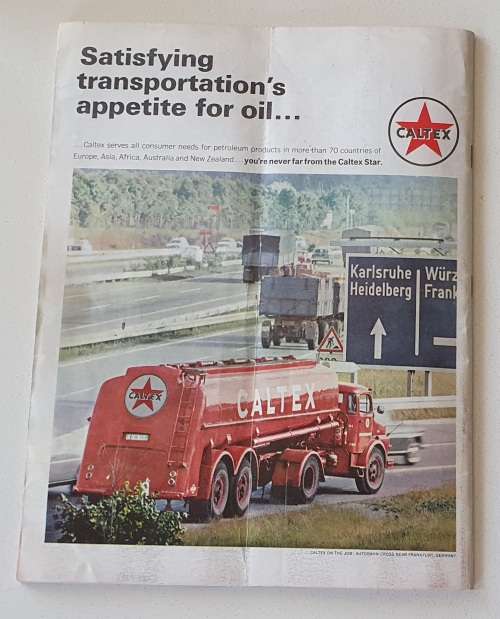 Satisfying
transportation's
appetite for oil...
CALTEX
...Caltex serves all consumer needs for petroleum products in more than 70 countries of
Europe, Asia, Africa, Australia and New Zealand... you're never far from the Caltex Star.
Karlsruhe
Heidelberg
Würz
Frank
CALTEX
CALTEX
CALTEX ON THE JOB: AUTOBAHN CROSS NEAR FRANKFURT, GERMANY